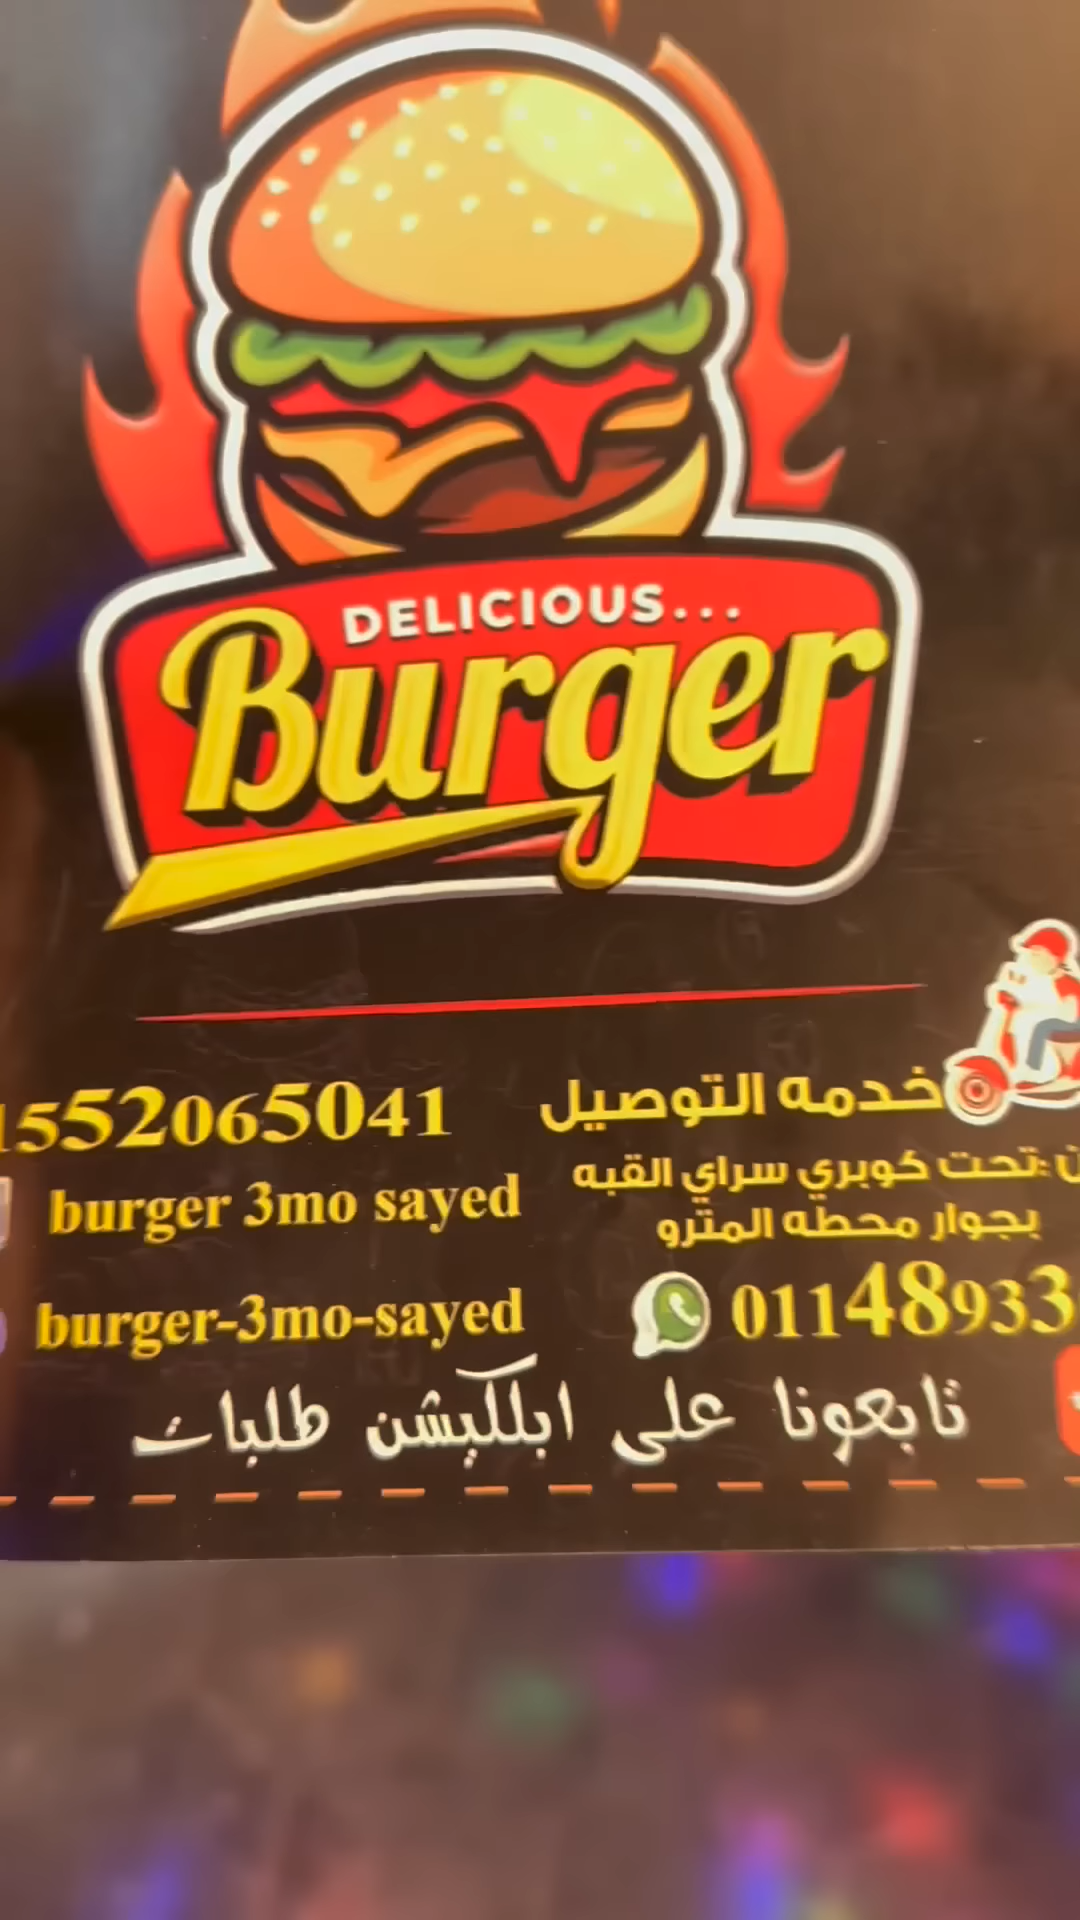 DELICIOUS...
Burger
خدمه التوصيل
1552065041
ن :تحت كوبري سراي القبه
بجوار محطه المترو
burger 3mo sayed
01148933
burger-3mo-sayed
تابعونا على ابلكيشن طلبات